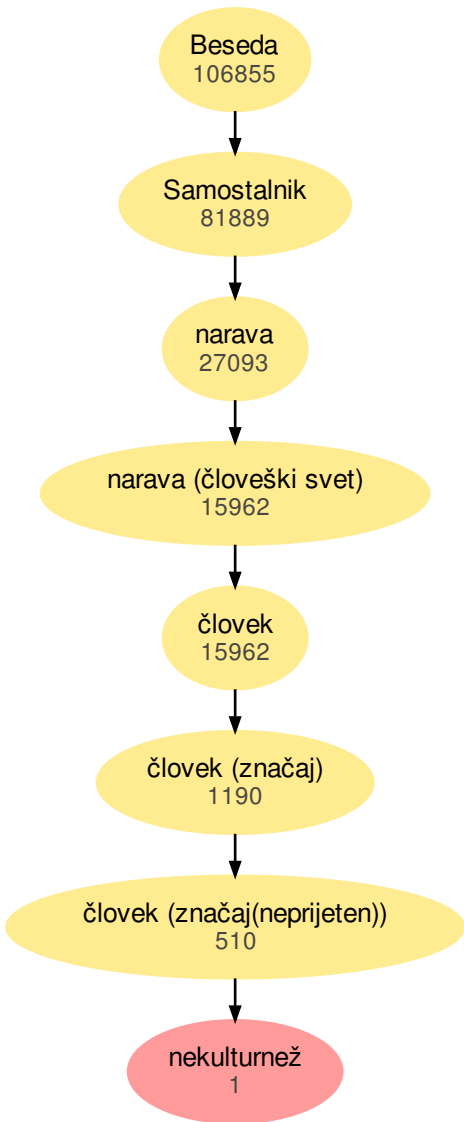 Beseda
106855
Samostalnik
81889
narava
27093
narava (človeški svet)
15962
človek
15962
človek (značaj)
1190
človek (značaj(neprijeten))
510
nekulturnež
1